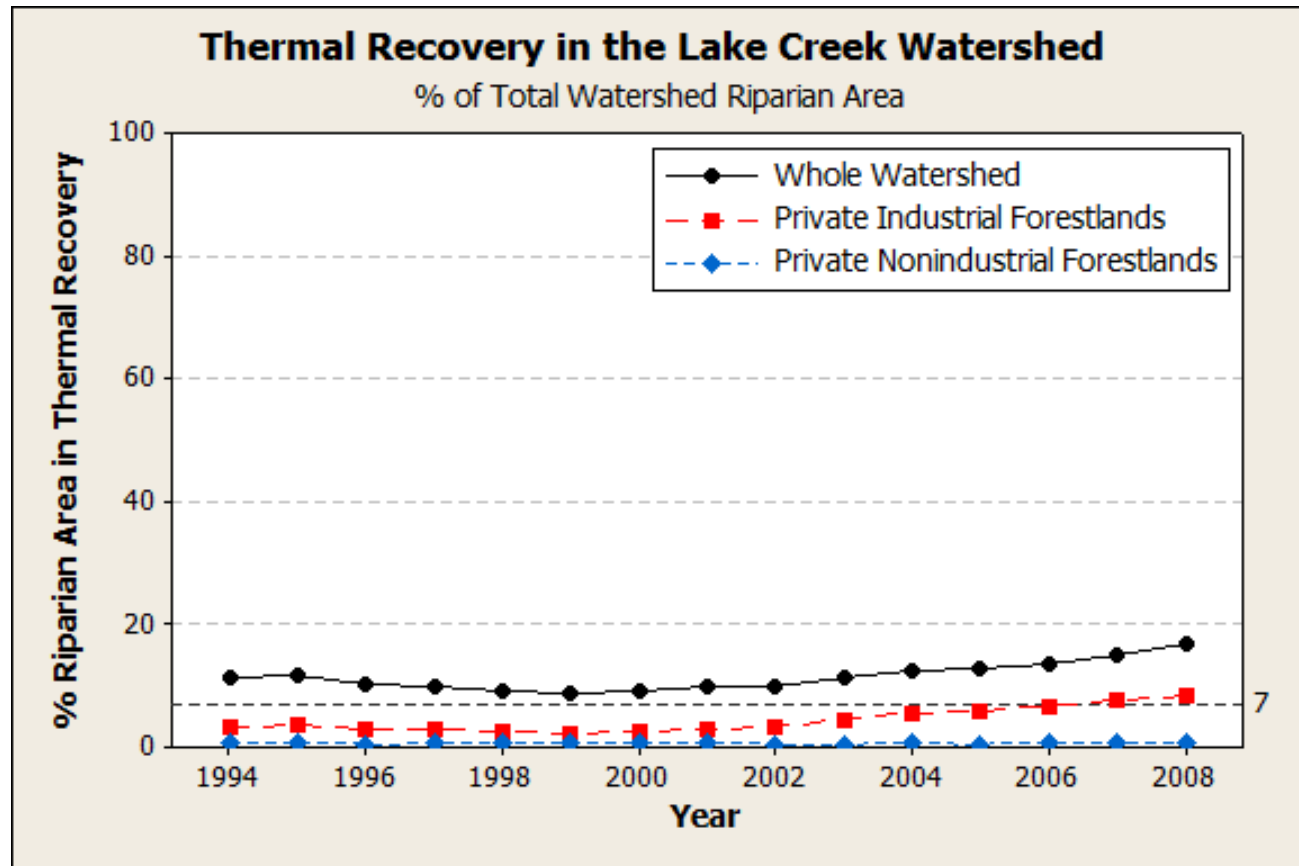 Thermal Recovery in the Lake Creek Watershed
% of Total Watershed Riparian Area
% Riparian Area in Thermal Recovery
100
80
60
40
20
0
Whole Watershed
Private Industrial Forestlands
Private Nonindustrial Forestlands
7
1994 1996 1998 2000 2002 2004 2006 2008
Year